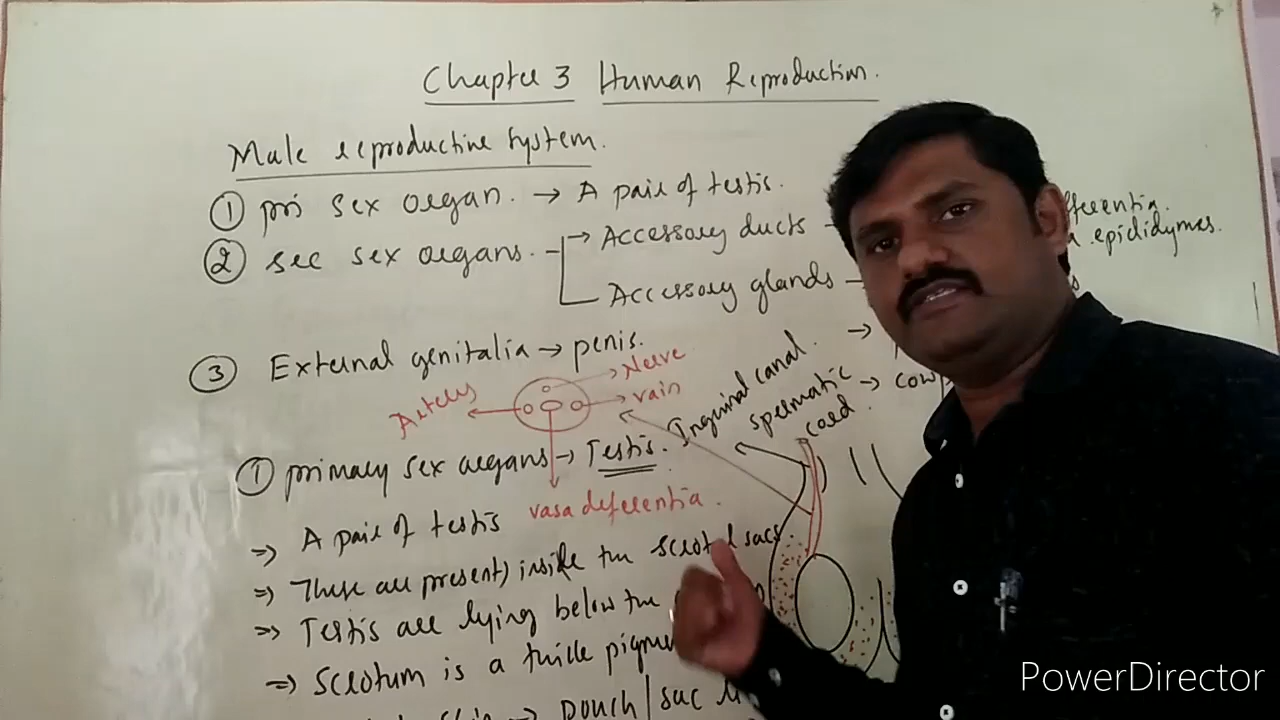 Chapter 3 Human Reproduction.
Male reproductive system.
① pri sex organ. → A pair of testis.
② sec sex organs. → Accessory ducts
fferentia.
epididymes.
Accessory glands
③ External genitalia → penis.
Nerve
vain
Artery
Inguinal canal.
spermatic
cord.
cow
① primary sex organs → Testis.
vasa deferentia.
⇒ A pair of testis
⇒ These are present) inside the scrotal sacs.
⇒ Testis are lying below the
⇒ Scrotum is a thick pigme
→ pouch/sac
PowerDirector